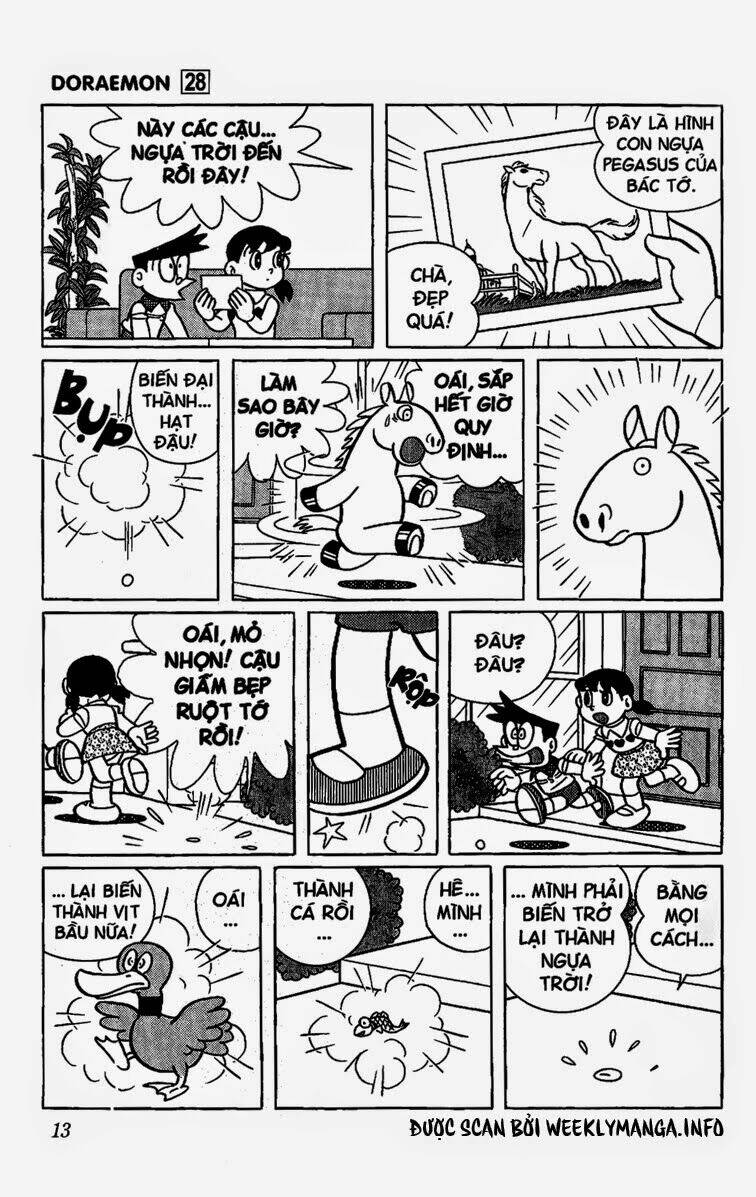 DORAEMON 28
ĐÂY LÀ HÌNH
CON NGỰA
PEGASUS CỦA
BÁC TỚ.
CHÀ,
ĐẸP
QUÁ!
NÀY CÁC CẬU...
NGỰA TRỜI ĐẾN
RỒI ĐÂY!
OÁI, SẮP
HẾT GIỜ
QUY
ĐỊNH...
LÀM
SAO BÂY
GIỜ?
BIẾN ĐẠI
THÀNH...
HẠT
ĐẬU!
BỤP
ĐÂU?
ĐÂU?
RỘP
OÁI, MỎ
NHỌN! CẬU
GIẤM BẸP
RUỘT TỚ
RỒI!
BẰNG
MỌI
CÁCH...
... MÌNH PHẢI
BIẾN TRỞ
LẠI THÀNH
NGỰA
TRỜI!
HÊ...
MÌNH
...
THÀNH
CÁ RỒI
...
OÁI
...
... LẠI BIẾN
THÀNH VỊT
BẦU NỮA!
13
ĐƯỢC SCAN BỞI WEEKLYMANGA.INFO